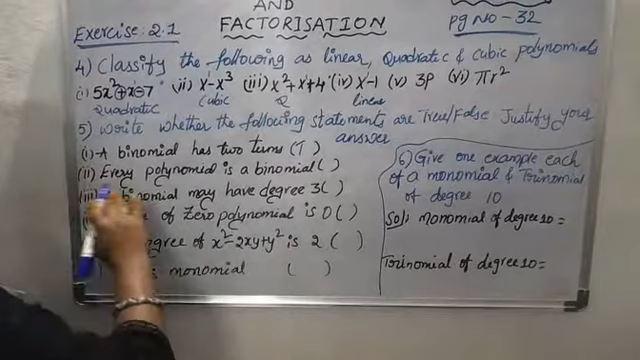 AND
FACTORISATION
Exercise: 2.1
pg no - 32
4) Classify the following as linear, Quadratic & cubic polynomials
(i) 5x²+x-7 (ii) x-x³ (iii) x²+x+4 (iv) x-1 (v) 3p (vi) πr²
Quadratic Cubic Q linear
5) Write whether the following statements are True/False Justify your answer
(i) A binomial has two terms (T)
(ii) Every polynomial is a binomial ( )
(iii) binomial may have degree 3 ( )
of Zero polynomial is 0 ( )
of x²-2xy+y² is 2 ( )
monomial ( )
6) Give one example each
of a monomial & Trinomial
of degree 10
Sol: monomial of degree 10 =
Trinomial of degree 10 =